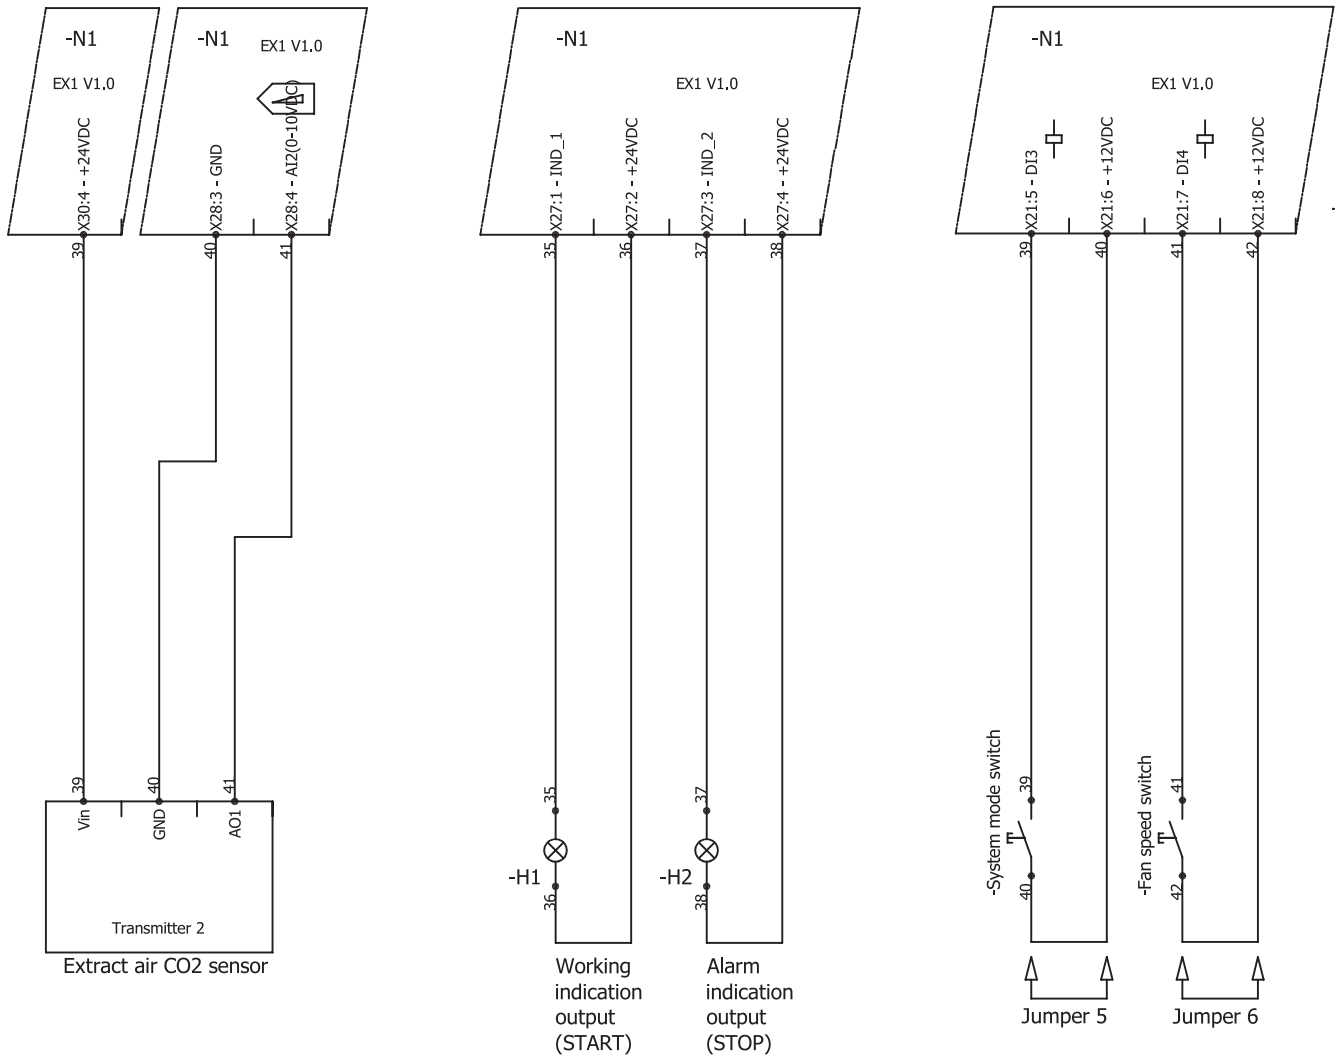 -N1
EX1 V1.0
X30:4 - +24VDC
39
-N1
EX1 V1.0
X28:3 - GND
X28:4 - AI2(0-10VDC)
40
41
39
40
41
Vin
GND
AO1
Transmitter 2
Extract air CO2 sensor
-N1
EX1 V1.0
X27:1 - IND_1
X27:2 - +24VDC
X27:3 - IND_2
X27:4 - +24VDC
35
36
37
38
35
37
-H1
-H2
36
38
Working
indication
output
(START)
Alarm
indication
output
(STOP)
-N1
EX1 V1.0
X21:5 - DI3
X21:6 - +12VDC
X21:7 - DI4
X21:8 - +12VDC
39
40
41
42
-System mode switch
39
40
-Fan speed switch
41
42
Jumper 5
Jumper 6